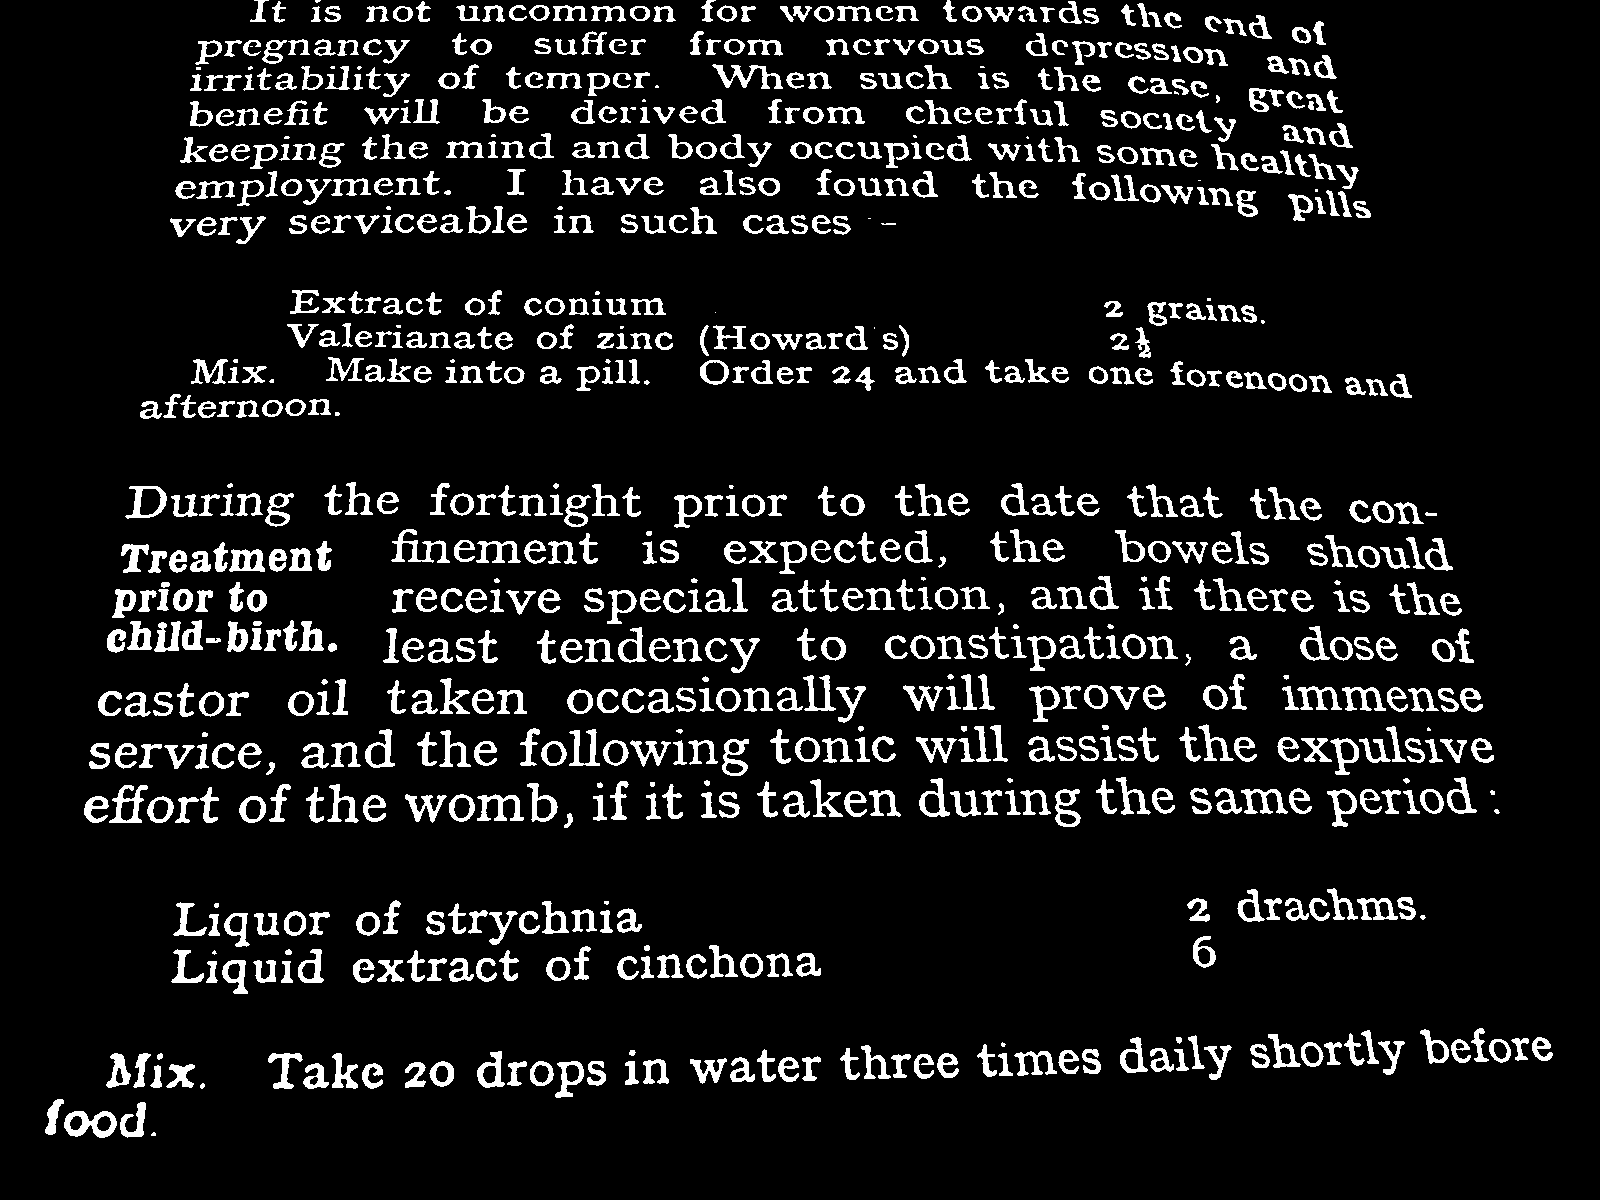 It is not uncommon for women towards the end of
pregnancy to suffer from nervous depression and
irritability of temper. When such is the case, great
benefit will be derived from cheerful society and
keeping the mind and body occupied with some healthy
employment. I have also found the following pills
very serviceable in such cases -
Extract of conium 2 grains.
Valerianate of zinc (Howard s) 2½
Mix. Make into a pill. Order 24 and take one forenoon and
afternoon.
During the fortnight prior to the date that the con-
finement is expected, the bowels should
Treatment
prior to
child-birth.
receive special attention, and if there is the
least tendency to constipation, a dose of
castor oil taken occasionally will prove of immense
service, and the following tonic will assist the expulsive
effort of the womb, if it is taken during the same period :
Liquor of strychnia 2 drachms.
Liquid extract of cinchona 6
Mix. Take 20 drops in water three times daily shortly before
food.